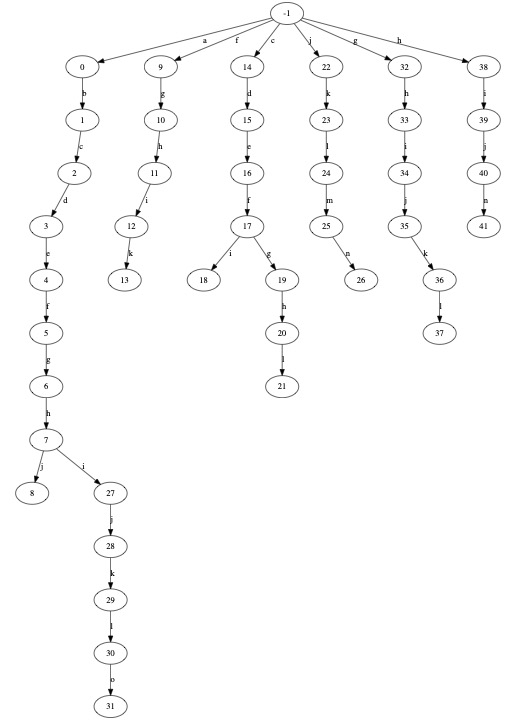 -1
a f c j g h
0 9 14 22 32 38
b g d k h i
1 10 15 23 33 39
c h e l i j
2 11 16 24 34 40
d i f m j n
3 12 17 25 35 41
e k i g n k
4 13 18 19 26 36
f h l
5 20 37
g l
6 21
h
7
j i
8 27
j
28
k
29
l
30
o
31